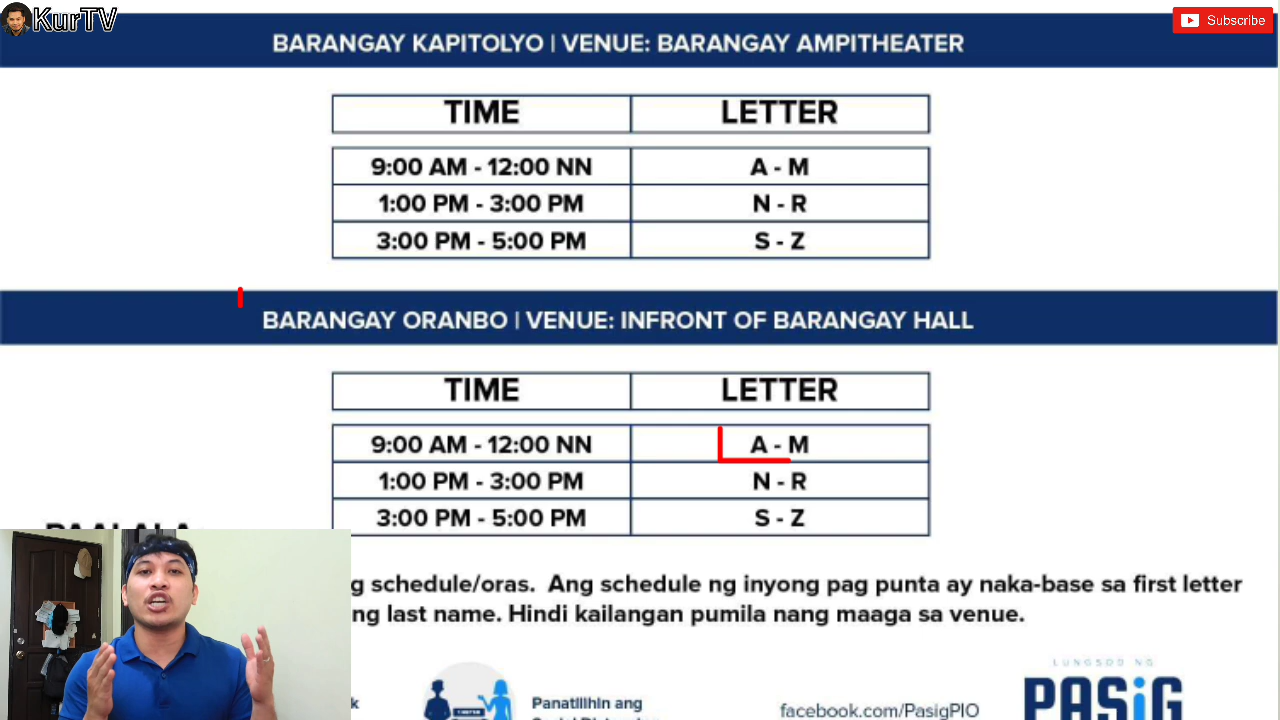 KurTV
Subscribe
BARANGAY KAPITOLYO | VENUE: BARANGAY AMPITHEATER
TIME LETTER
9:00 AM - 12:00 NN A - M
1:00 PM - 3:00 PM N - R
3:00 PM - 5:00 PM S - Z
BARANGAY ORANBO | VENUE: INFRONT OF BARANGAY HALL
TIME LETTER
9:00 AM - 12:00 NN A - M
1:00 PM - 3:00 PM N - R
3:00 PM - 5:00 PM S - Z
g schedule/oras. Ang schedule ng inyong pag punta ay naka-base sa first letter
ng last name. Hindi kailangan pumila nang maaga sa venue.
k
Panatilihin ang
facebook.com/PasigPIO
LUNGSOD NG
PASiG